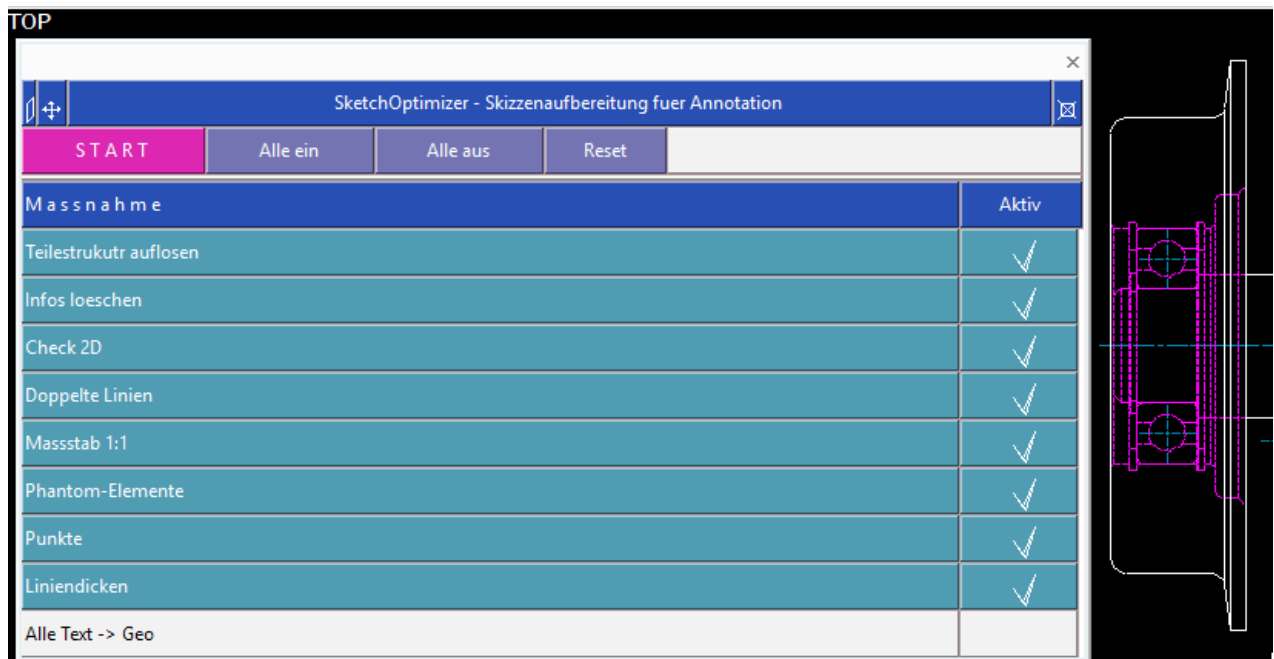 TOP
SketchOptimizer - Skizzenaufbereitung fuer Annotation
S T A R T Alle ein Alle aus Reset
M a s s n a h m e Aktiv
Teilestrukutr auflosen
Infos loeschen
Check 2D
Doppelte Linien
Massstab 1:1
Phantom-Elemente
Punkte
Liniendicken
Alle Text -> Geo